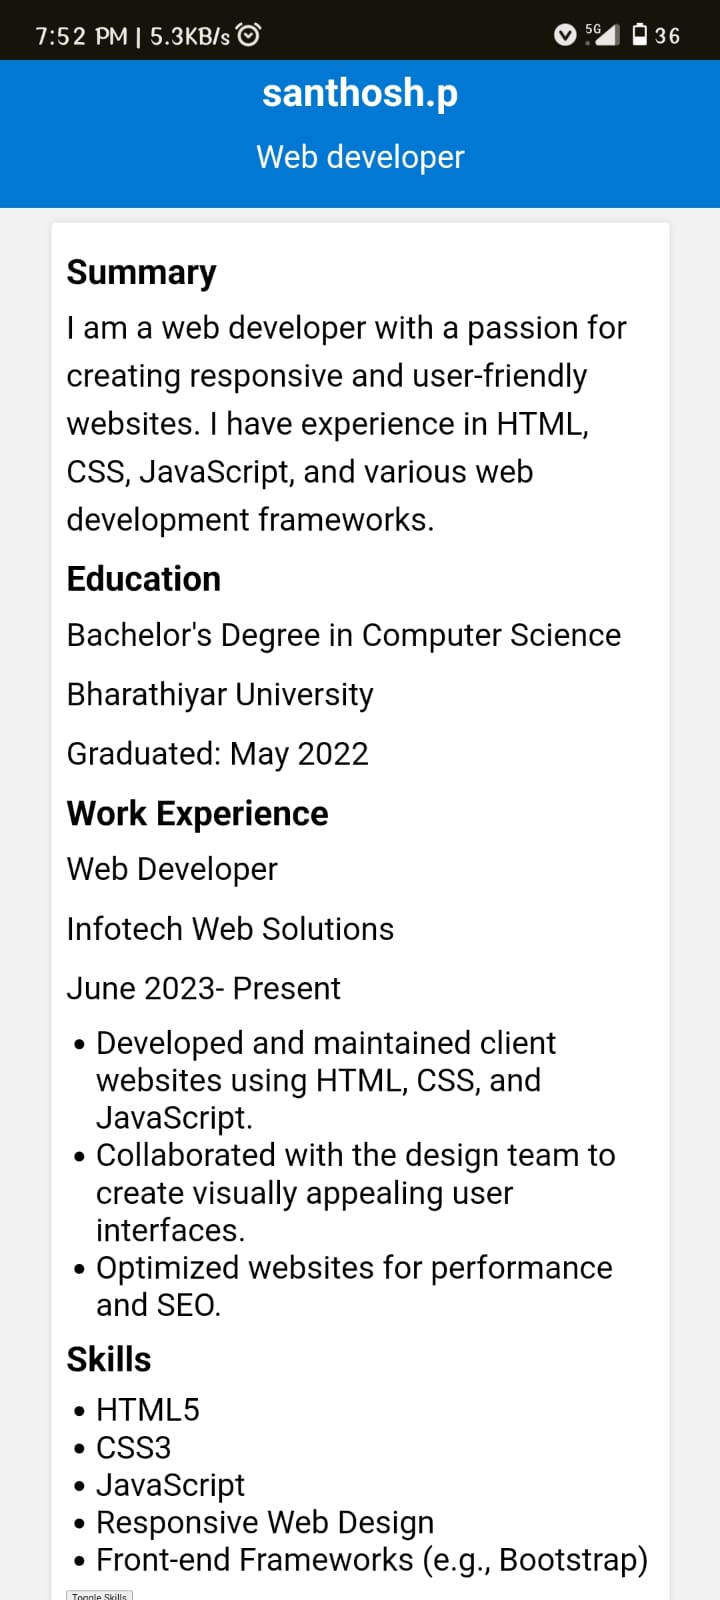 7:52 PM | 5.3KB/s 5G 36
santhosh.p
Web developer
Summary
I am a web developer with a passion for
creating responsive and user-friendly
websites. I have experience in HTML,
CSS, JavaScript, and various web
development frameworks.
Education
Bachelor's Degree in Computer Science
Bharathiyar University
Graduated: May 2022
Work Experience
Web Developer
Infotech Web Solutions
June 2023- Present
• Developed and maintained client
websites using HTML, CSS, and
JavaScript.
• Collaborated with the design team to
create visually appealing user
interfaces.
• Optimized websites for performance
and SEO.
Skills
• HTML5
• CSS3
• JavaScript
• Responsive Web Design
• Front-end Frameworks (e.g., Bootstrap)
Toggle Skills